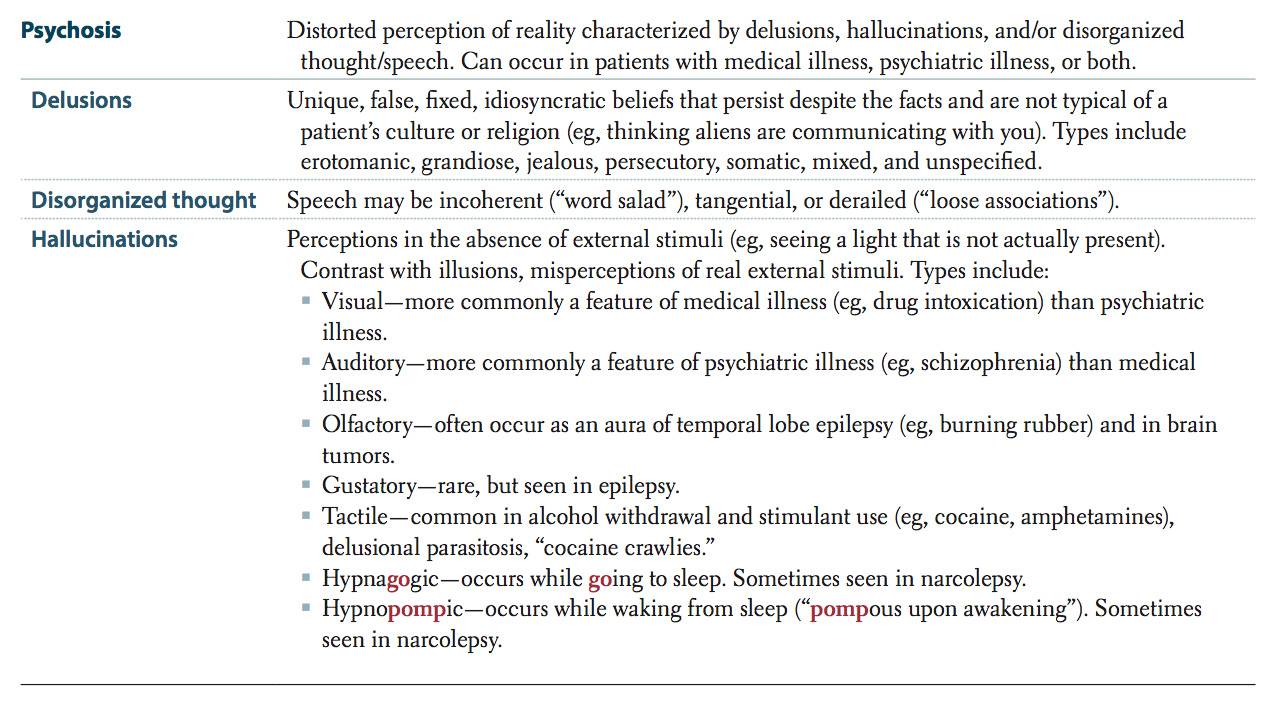 Psychosis Distorted perception of reality characterized by delusions, hallucinations, and/or disorganized
thought/speech. Can occur in patients with medical illness, psychiatric illness, or both.
Delusions Unique, false, fixed, idiosyncratic beliefs that persist despite the facts and are not typical of a
patient’s culture or religion (eg, thinking aliens are communicating with you). Types include
erotomanic, grandiose, jealous, persecutory, somatic, mixed, and unspecified.
Disorganized thought Speech may be incoherent (“word salad”), tangential, or derailed (“loose associations”).
Hallucinations Perceptions in the absence of external stimuli (eg, seeing a light that is not actually present).
Contrast with illusions, misperceptions of real external stimuli. Types include:
▪ Visual—more commonly a feature of medical illness (eg, drug intoxication) than psychiatric
illness.
▪ Auditory—more commonly a feature of psychiatric illness (eg, schizophrenia) than medical
illness.
▪ Olfactory—often occur as an aura of temporal lobe epilepsy (eg, burning rubber) and in brain
tumors.
▪ Gustatory—rare, but seen in epilepsy.
▪ Tactile—common in alcohol withdrawal and stimulant use (eg, cocaine, amphetamines),
delusional parasitosis, “cocaine crawlies.”
▪ Hypnagogic—occurs while going to sleep. Sometimes seen in narcolepsy.
▪ Hypnopompic—occurs while waking from sleep (“pompous upon awakening”). Sometimes
seen in narcolepsy.